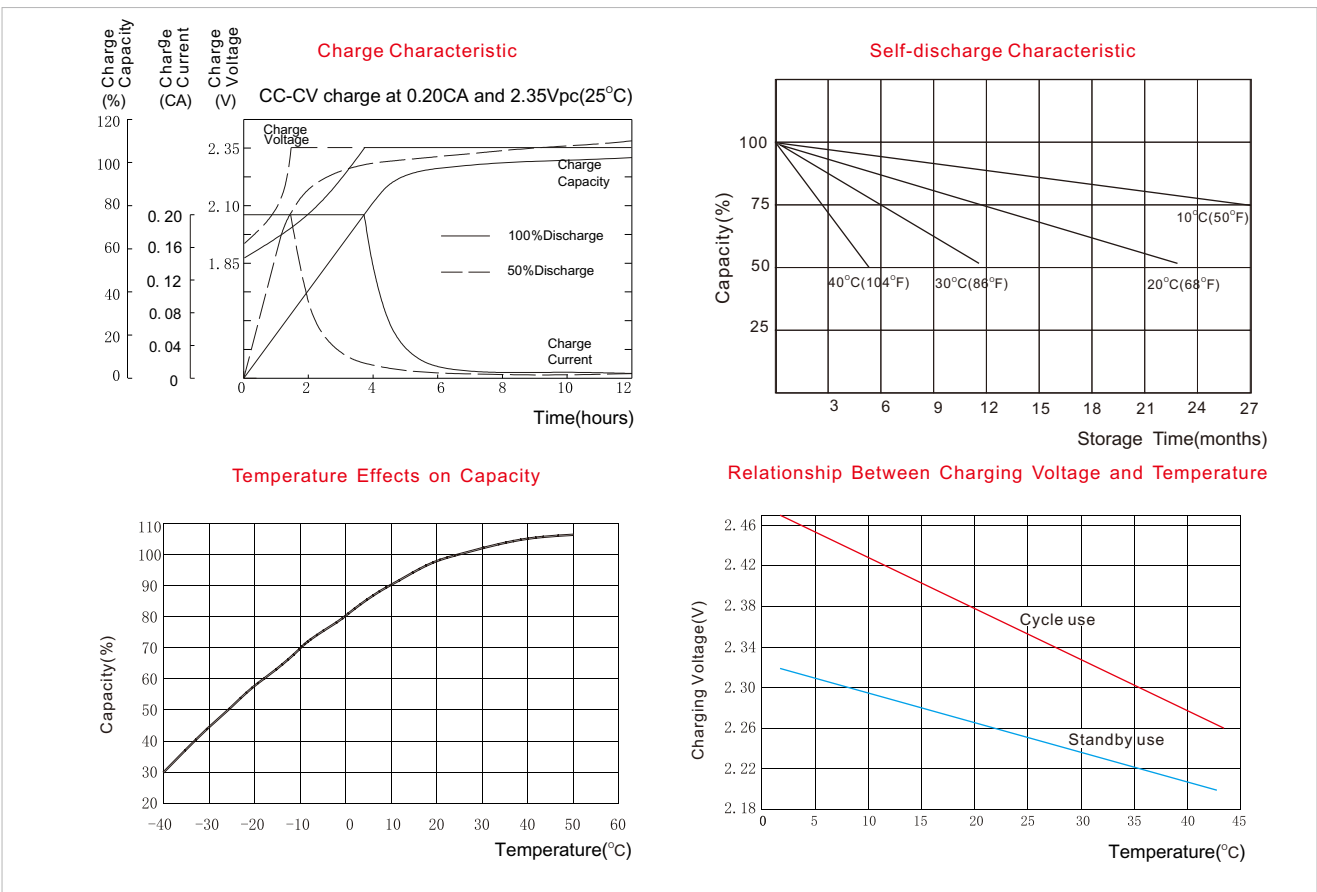 Charge Characteristic
Charge
Capacity
(%)
Charge
Current
(CA)
Charge
Voltage
(V)
CC-CV charge at 0.20CA and 2.35Vpc(25°C)
120
100
80
60
40
20
0
0. 20
0. 16
0. 12
0. 08
0. 04
0
2. 35
2. 10
1. 85
Charge
Voltage
Charge
Capacity
100%Discharge
50%Discharge
Charge
Current
0 2 4 6 8 10 12
Time(hours)
Self-discharge Characteristic
Capacity(%)
100
75
50
25
10°C(50°F)
40°C(104°F) 30°C(86°F) 20°C(68°F)
3 6 9 12 15 18 21 24 27
Storage Time(months)
Temperature Effects on Capacity
Capacity(%)
110
100
90
80
70
60
50
40
30
20
-40 -30 -20 -10 0 10 20 30 40 50 60
Temperature(°C)
Relationship Between Charging Voltage and Temperature
Charging Voltage(V)
2. 46
2. 42
2. 38
2. 34
2. 30
2. 26
2. 22
2. 18
Cycle use
Standby use
0 5 10 15 20 25 30 35 40 45
Temperature(°C)